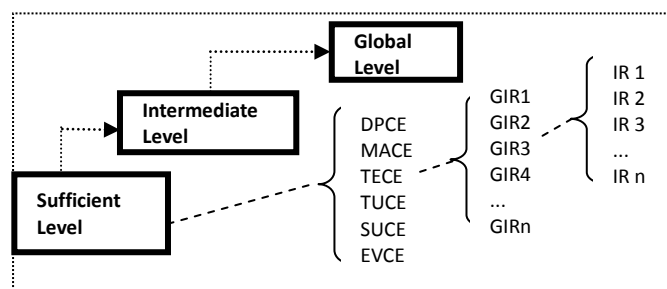 Global
Level
Intermediate
Level
Sufficient
Level
DPCE
MACE
TECE
TUCE
SUCE
EVCE
GIR1
GIR2
GIR3
GIR4
...
GIRn
IR 1
IR 2
IR 3
...
IR n